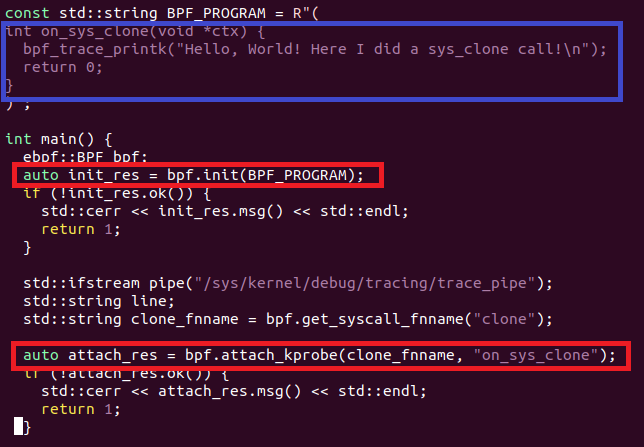 const std::string BPF_PROGRAM = R"(
int on_sys_clone(void *ctx) {
  bpf_trace_printk("Hello, World! Here I did a sys_clone call!\n");
  return 0;
}
)";

int main() {
  ebpf::BPF bpf;
  auto init_res = bpf.init(BPF_PROGRAM);
  if (!init_res.ok()) {
    std::cerr << init_res.msg() << std::endl;
    return 1;
  }

  std::ifstream pipe("/sys/kernel/debug/tracing/trace_pipe");
  std::string line;
  std::string clone_fnname = bpf.get_syscall_fnname("clone");

  auto attach_res = bpf.attach_kprobe(clone_fnname, "on_sys_clone");
  if (!attach_res.ok()) {
    std::cerr << attach_res.msg() << std::endl;
    return 1;
  }